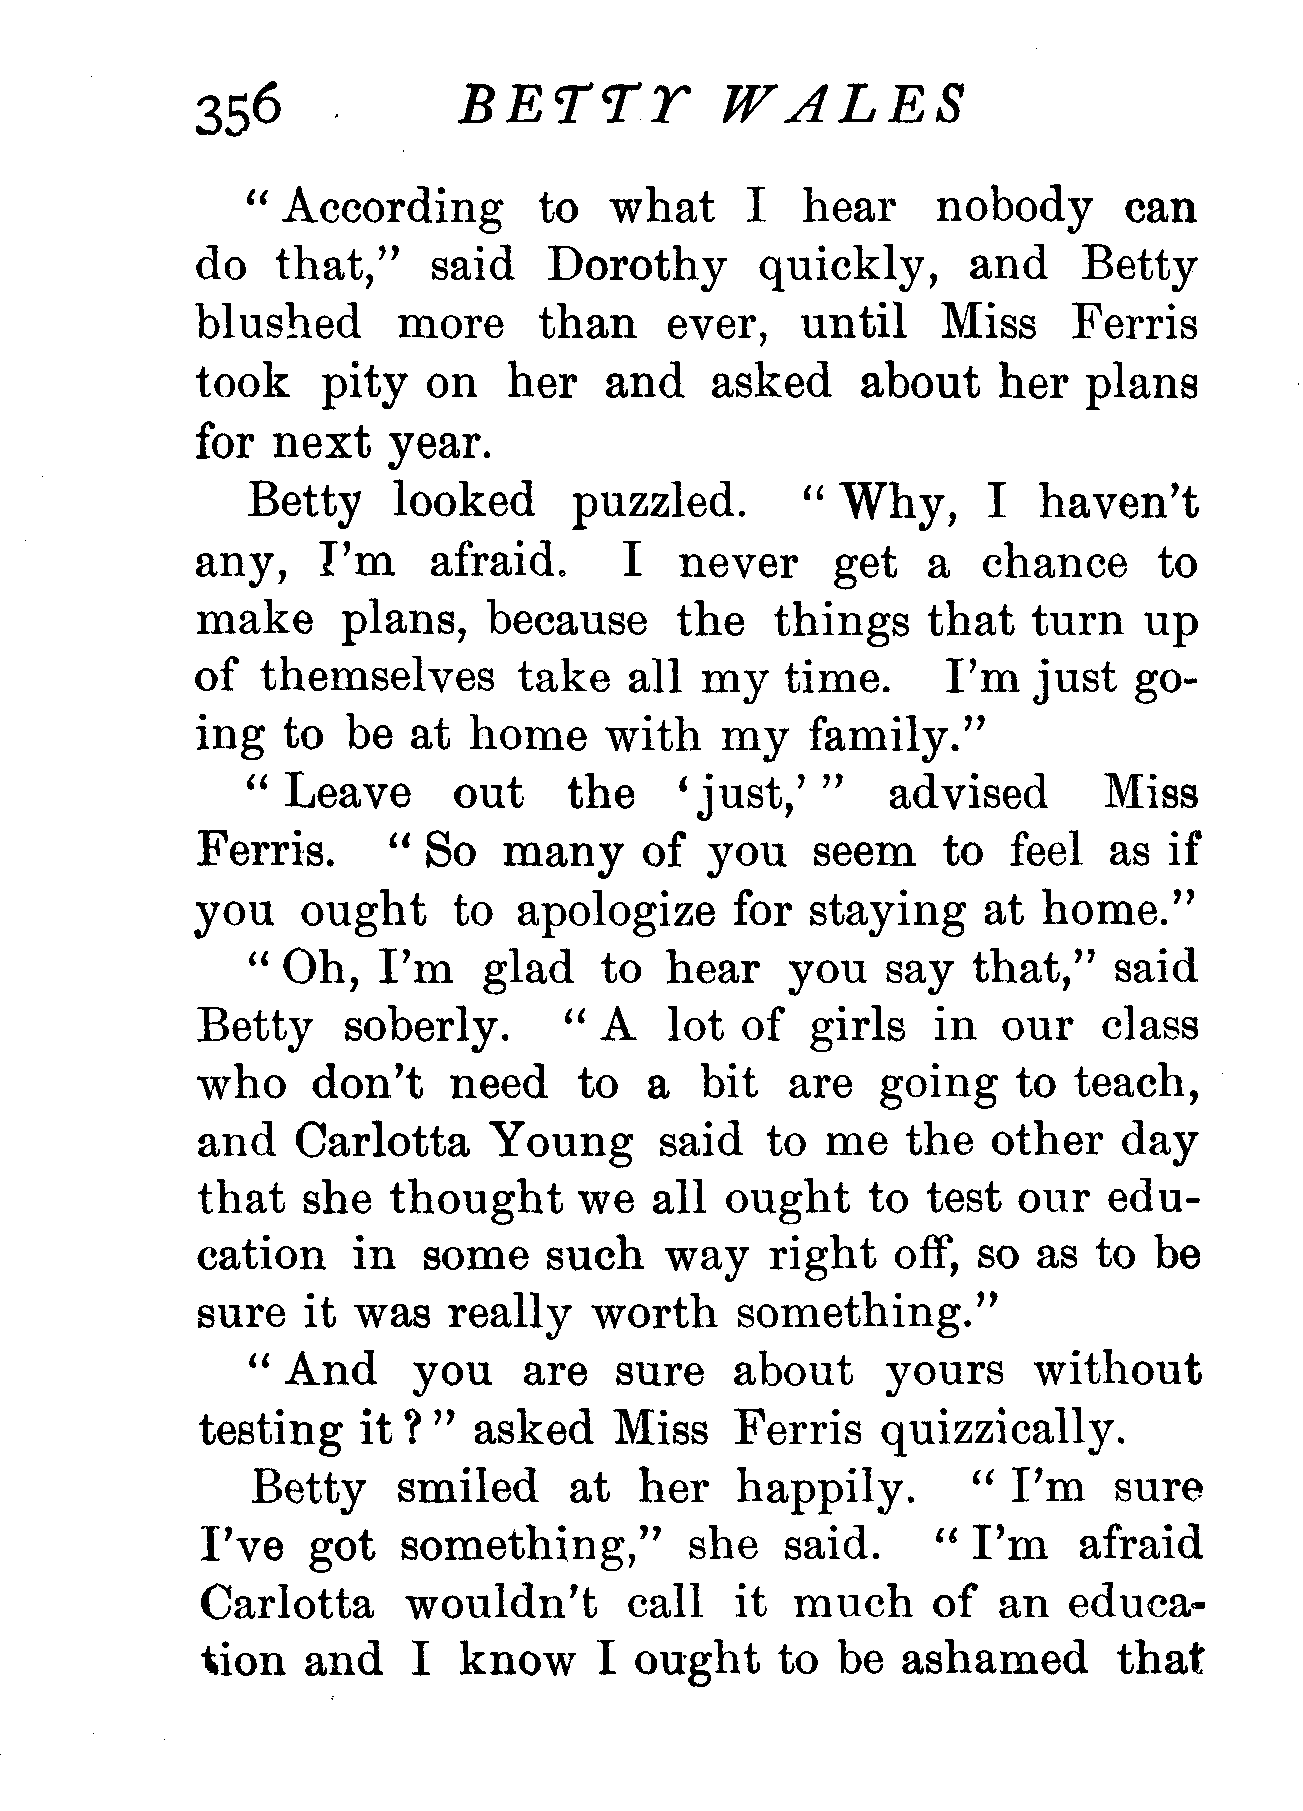 356 BETTY WALES
“ According to what I hear nobody can
do that,” said Dorothy quickly, and Betty
blushed more than ever, until Miss Ferris
took pity on her and asked about her plans
for next year.
Betty looked puzzled. “ Why, I haven’t
any, I’m afraid. I never get a chance to
make plans, because the things that turn up
of themselves take all my time. I’m just go-
ing to be at home with my family.”
“ Leave out the ‘ just,’ ” advised Miss
Ferris. “ So many of you seem to feel as if
you ought to apologize for staying at home.”
“ Oh, I’m glad to hear you say that,” said
Betty soberly. “ A lot of girls in our class
who don’t need to a bit are going to teach,
and Carlotta Young said to me the other day
that she thought we all ought to test our edu-
cation in some such way right off, so as to be
sure it was really worth something.”
“ And you are sure about yours without
testing it ? ” asked Miss Ferris quizzically.
Betty smiled at her happily. “ I’m sure
I’ve got something,” she said. “ I’m afraid
Carlotta wouldn’t call it much of an educa-
tion and I know I ought to be ashamed that